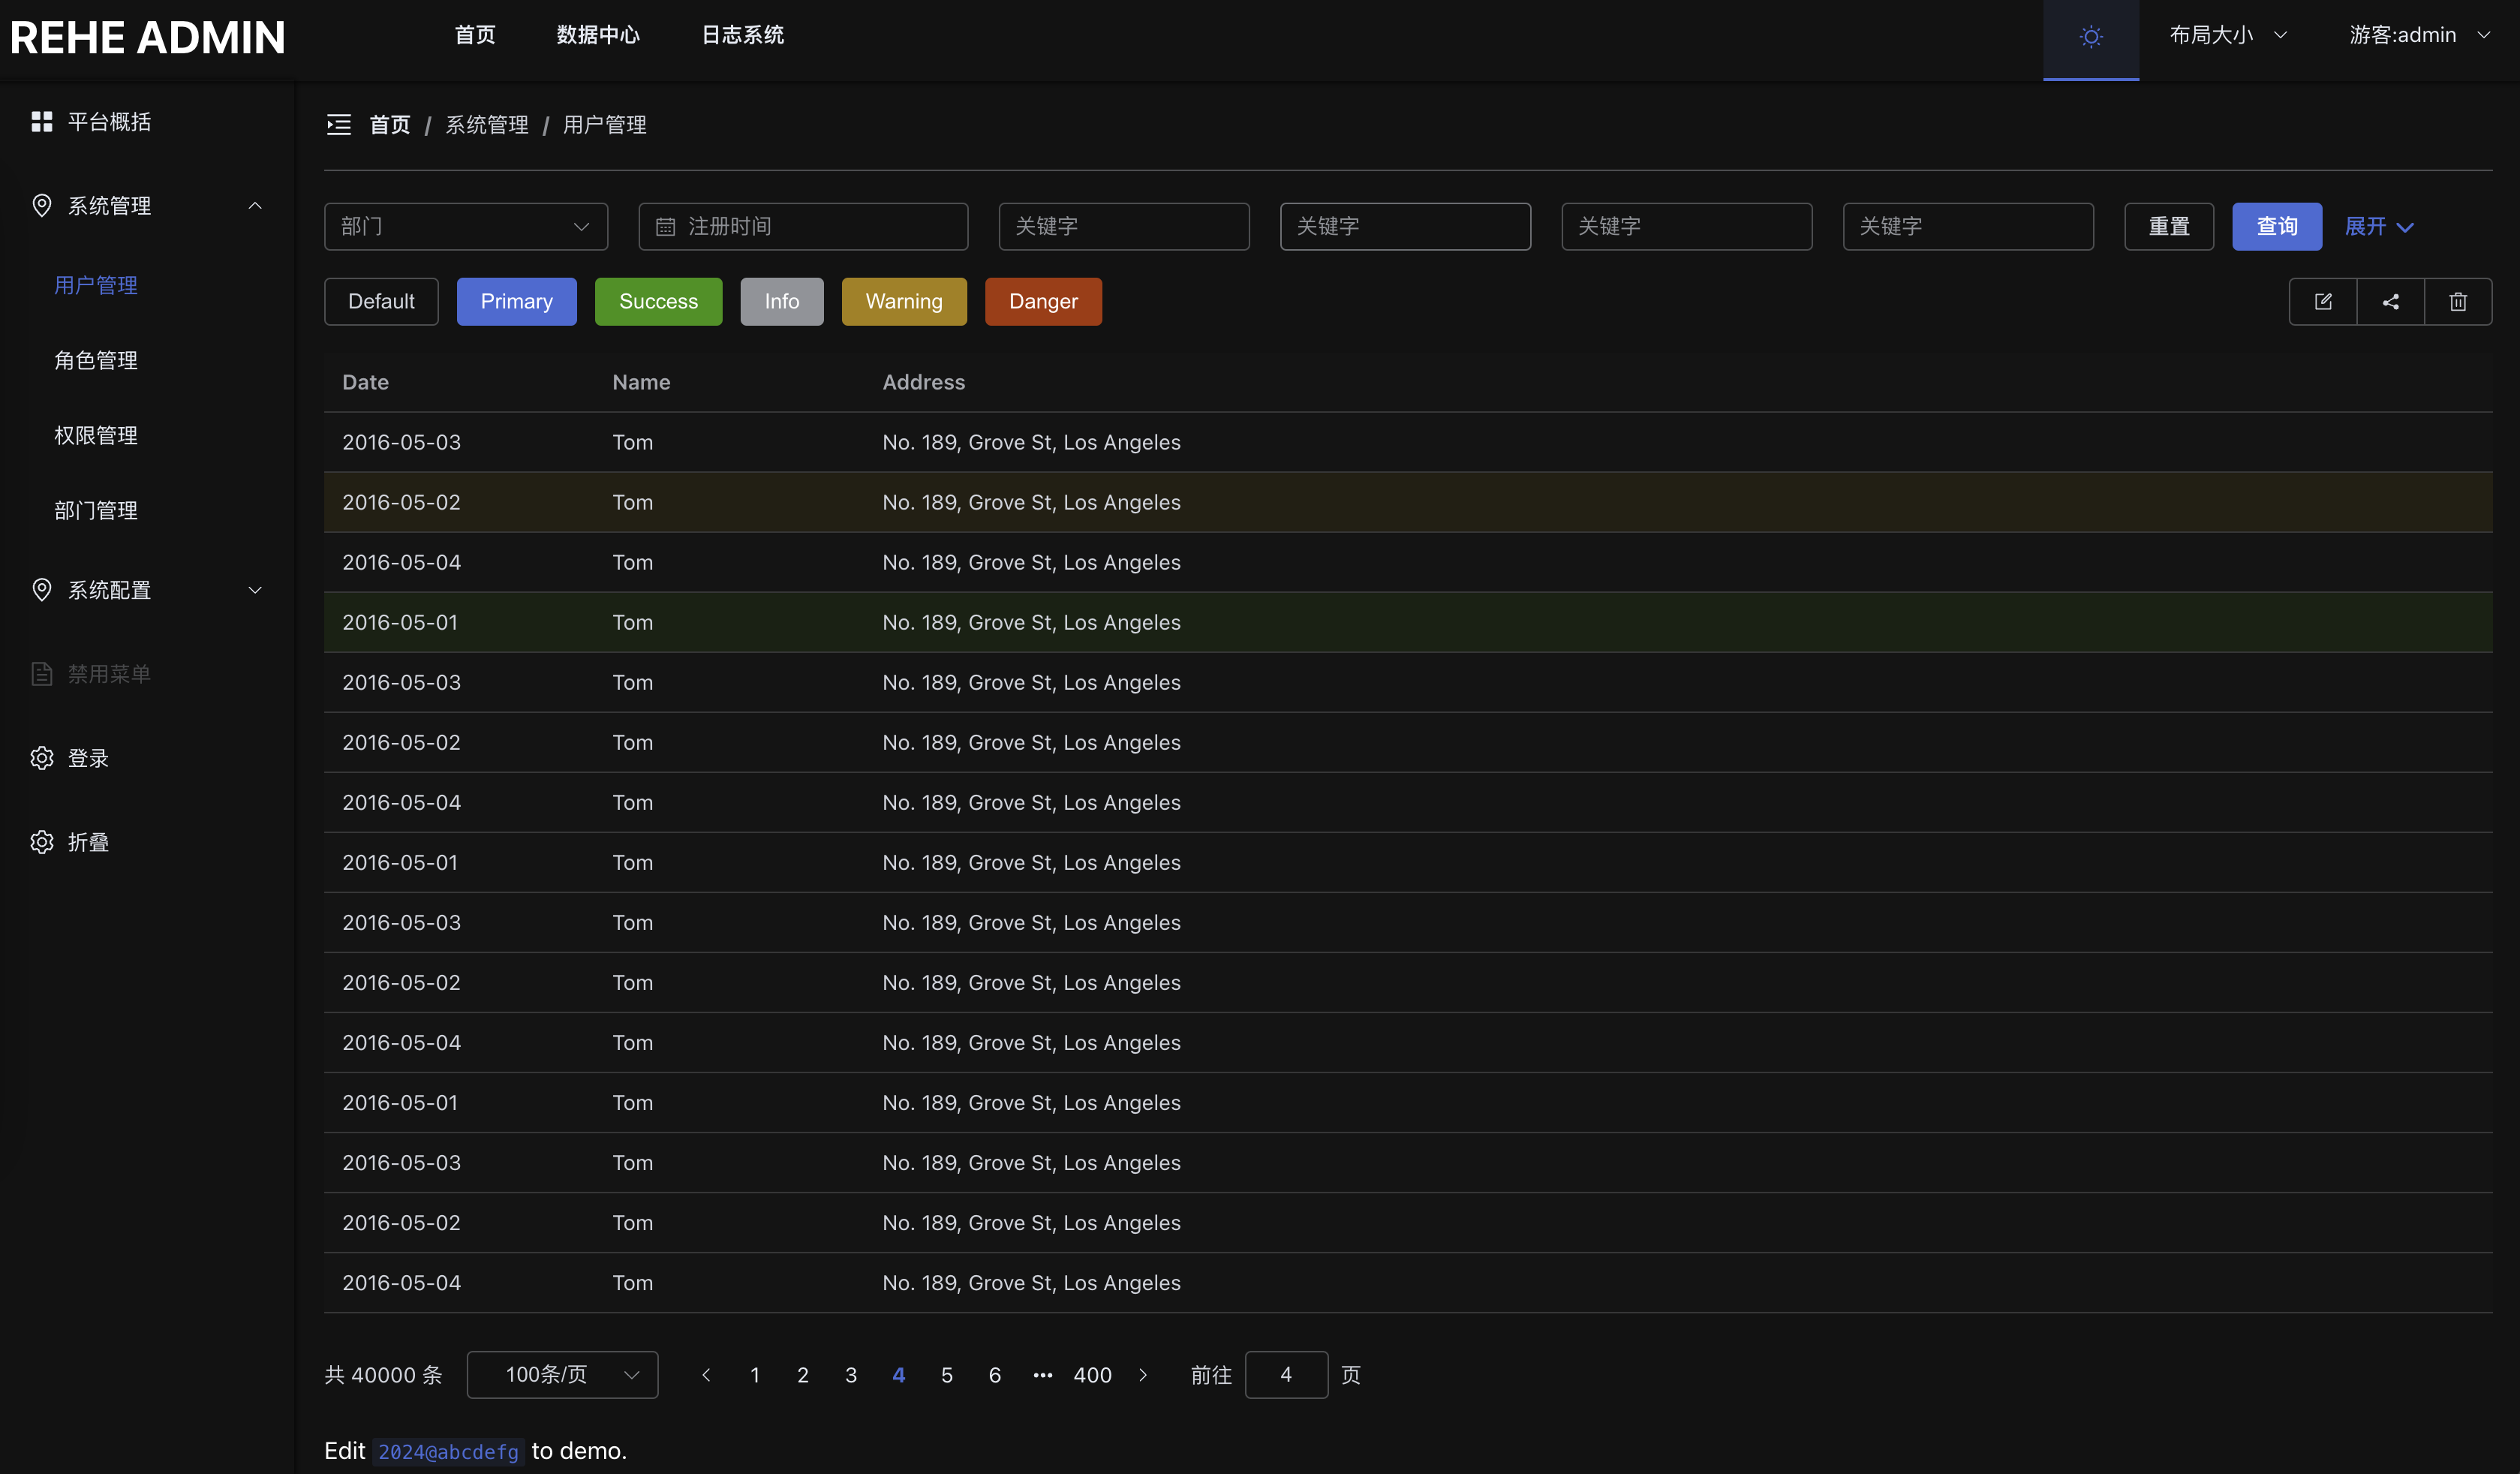 REHE ADMIN 首页 数据中心 日志系统 布局大小 游客:admin
平台概括
系统管理
用户管理
角色管理
权限管理
部门管理
系统配置
禁用菜单
登录
折叠
首页 / 系统管理 / 用户管理
部门 注册时间 关键字 关键字 关键字 关键字 重置 查询 展开
Default Primary Success Info Warning Danger
Date Name Address
2016-05-03 Tom No. 189, Grove St, Los Angeles
2016-05-02 Tom No. 189, Grove St, Los Angeles
2016-05-04 Tom No. 189, Grove St, Los Angeles
2016-05-01 Tom No. 189, Grove St, Los Angeles
2016-05-03 Tom No. 189, Grove St, Los Angeles
2016-05-02 Tom No. 189, Grove St, Los Angeles
2016-05-04 Tom No. 189, Grove St, Los Angeles
2016-05-01 Tom No. 189, Grove St, Los Angeles
2016-05-03 Tom No. 189, Grove St, Los Angeles
2016-05-02 Tom No. 189, Grove St, Los Angeles
2016-05-04 Tom No. 189, Grove St, Los Angeles
2016-05-01 Tom No. 189, Grove St, Los Angeles
2016-05-03 Tom No. 189, Grove St, Los Angeles
2016-05-02 Tom No. 189, Grove St, Los Angeles
2016-05-04 Tom No. 189, Grove St, Los Angeles
共 40000 条 100条/页 1 2 3 4 5 6 ••• 400 前往 4 页
Edit 2024@abcdefg to demo.